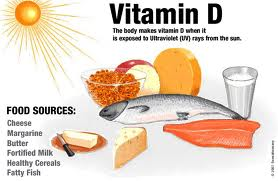 Vitamin D
The body makes vitamin D when it
is exposed to Ultraviolet (UV) rays from the sun.
FOOD SOURCES:
Cheese
Margarine
Butter
Fortified Milk
Healthy Cereals
Fatty Fish